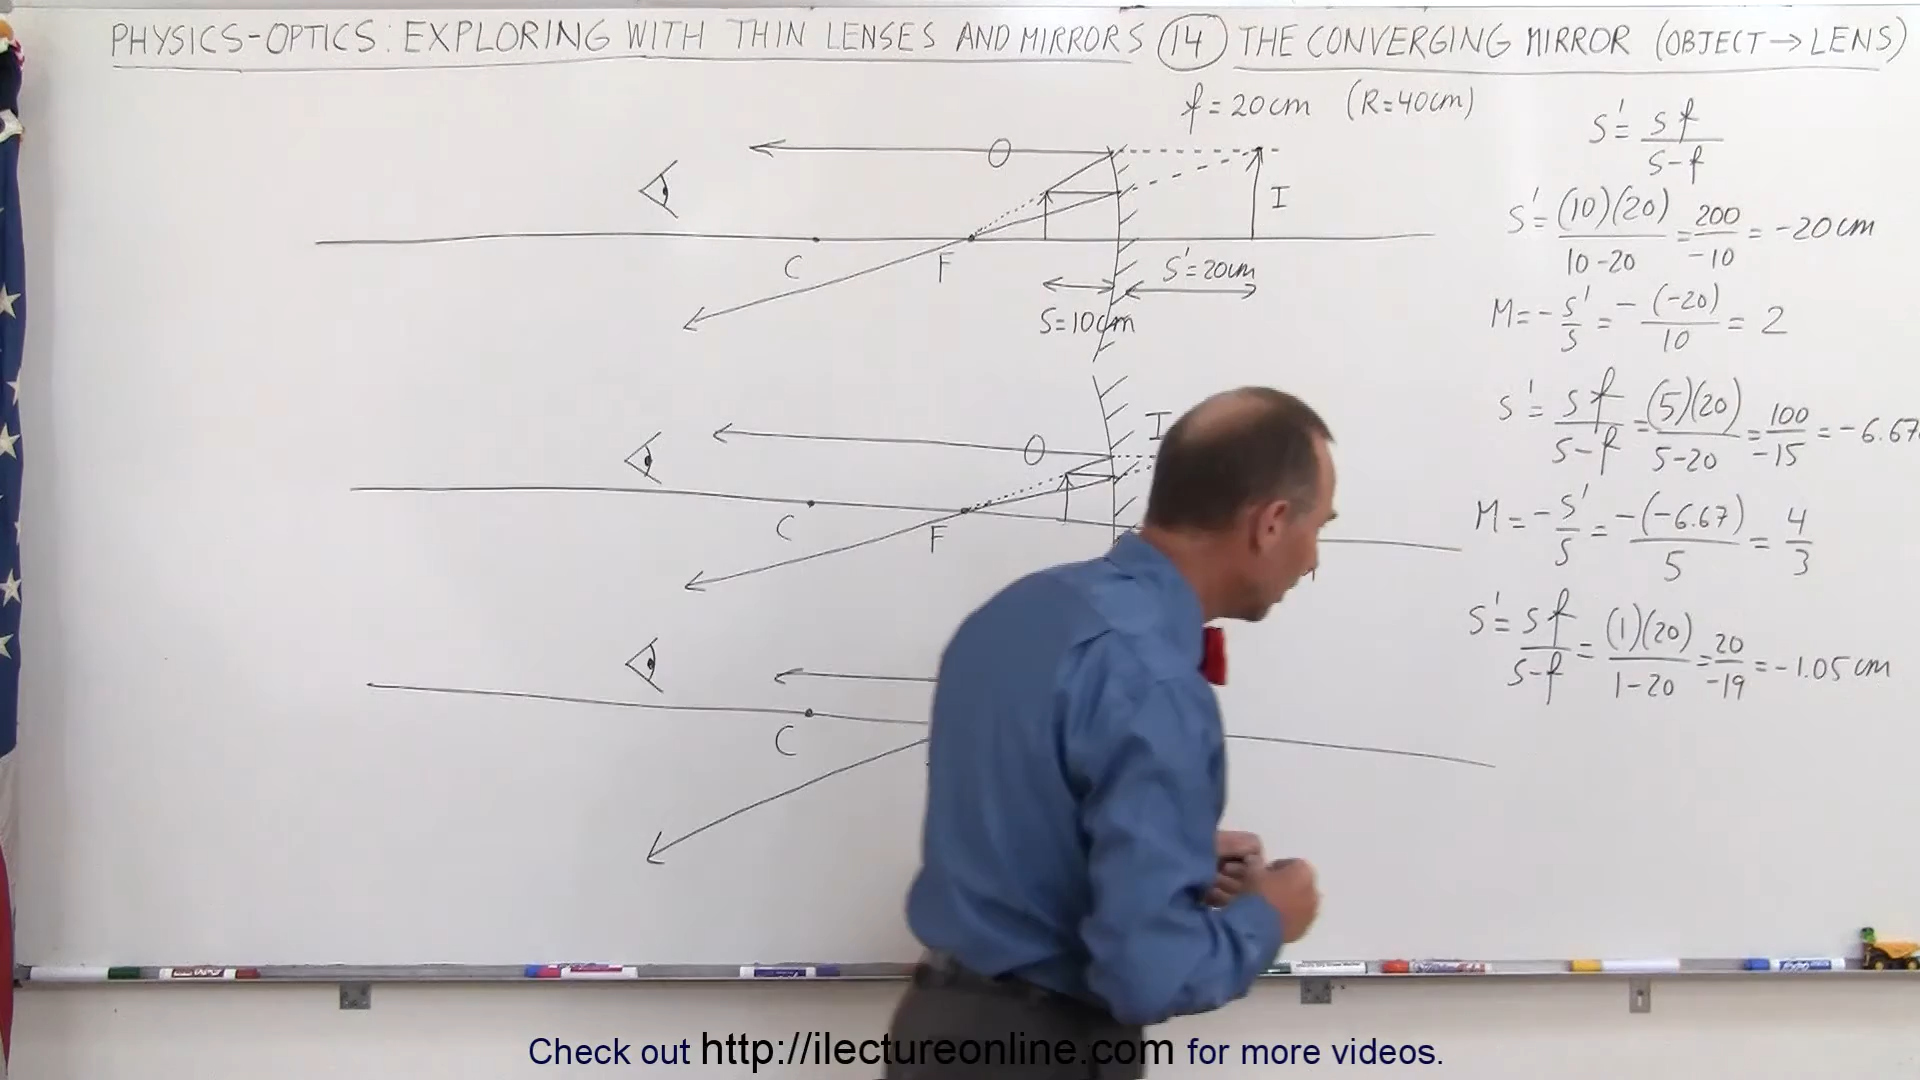 PHYSICS-OPTICS: EXPLORING WITH THIN LENSES AND MIRRORS 14 THE CONVERGING MIRROR (OBJECT→LENS)
f = 20cm (R=40cm)
O
I
C
F
S'=20cm
S=10cm
O
I
C
F
C
S' = sf/(s-f)
S' = (10)(20)/(10-20) = 200/-10 = -20cm
M = -s'/s = -(-20)/10 = 2
S' = sf/(s-f) = (5)(20)/(5-20) = 100/-15 = -6.67
M = -s'/s = -(-6.67)/5 = 4/3
S' = sf/(s-f) = (1)(20)/(1-20) = 20/-19 = -1.05cm
Check out http://ilectureonline.com for more videos.